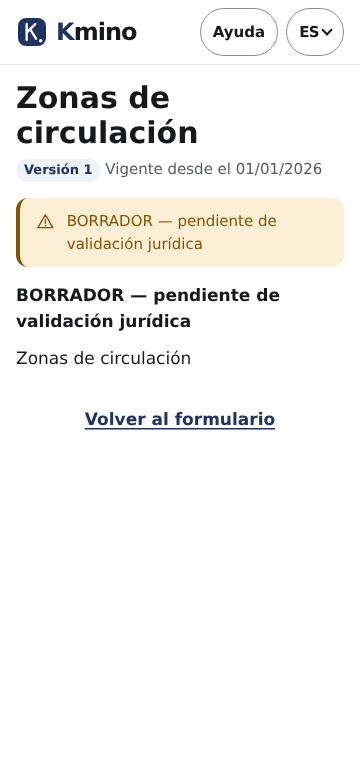 K. Kmino
Ayuda
ES
Zonas de
circulación
Versión 1 Vigente desde el 01/01/2026
BORRADOR — pendiente de
validación jurídica
BORRADOR — pendiente de
validación jurídica
Zonas de circulación
Volver al formulario